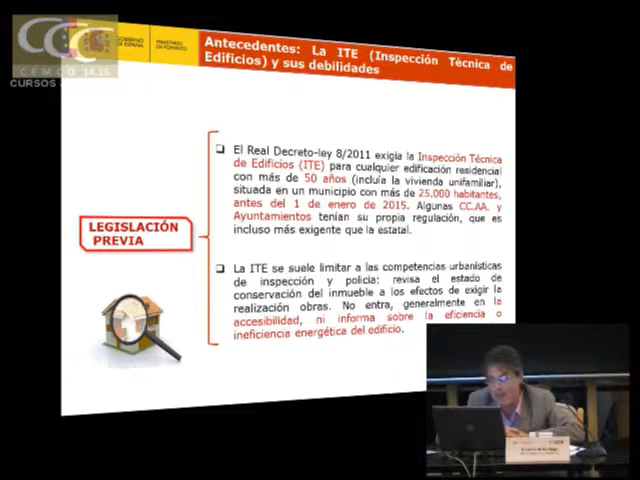 CCC
CEMCO 14.15
CURSOS
GOBIERNO
DE ESPAÑA
MINISTERIO
DE FOMENTO
Antecedentes: La ITE (Inspección Técnica de
Edificios) y sus debilidades
LEGISLACIÓN
PREVIA
❑ El Real Decreto-ley 8/2011 exigía la Inspección Técnica
de Edificios (ITE) para cualquier edificación residencial
con más de 50 años (incluía la vivienda unifamiliar),
situada en un municipio con más de 25.000 habitantes,
antes del 1 de enero de 2015. Algunas CC.AA. y
Ayuntamientos tenían su propia regulación, que es
incluso más exigente que la estatal.
❑ La ITE se suele limitar a las competencias urbanísticas
de inspección y policía: revisa el estado de
conservación del inmueble a los efectos de exigir la
realización obras. No entra, generalmente en la
accesibilidad, ni informa sobre la eficiencia o
ineficiencia energética del edificio.